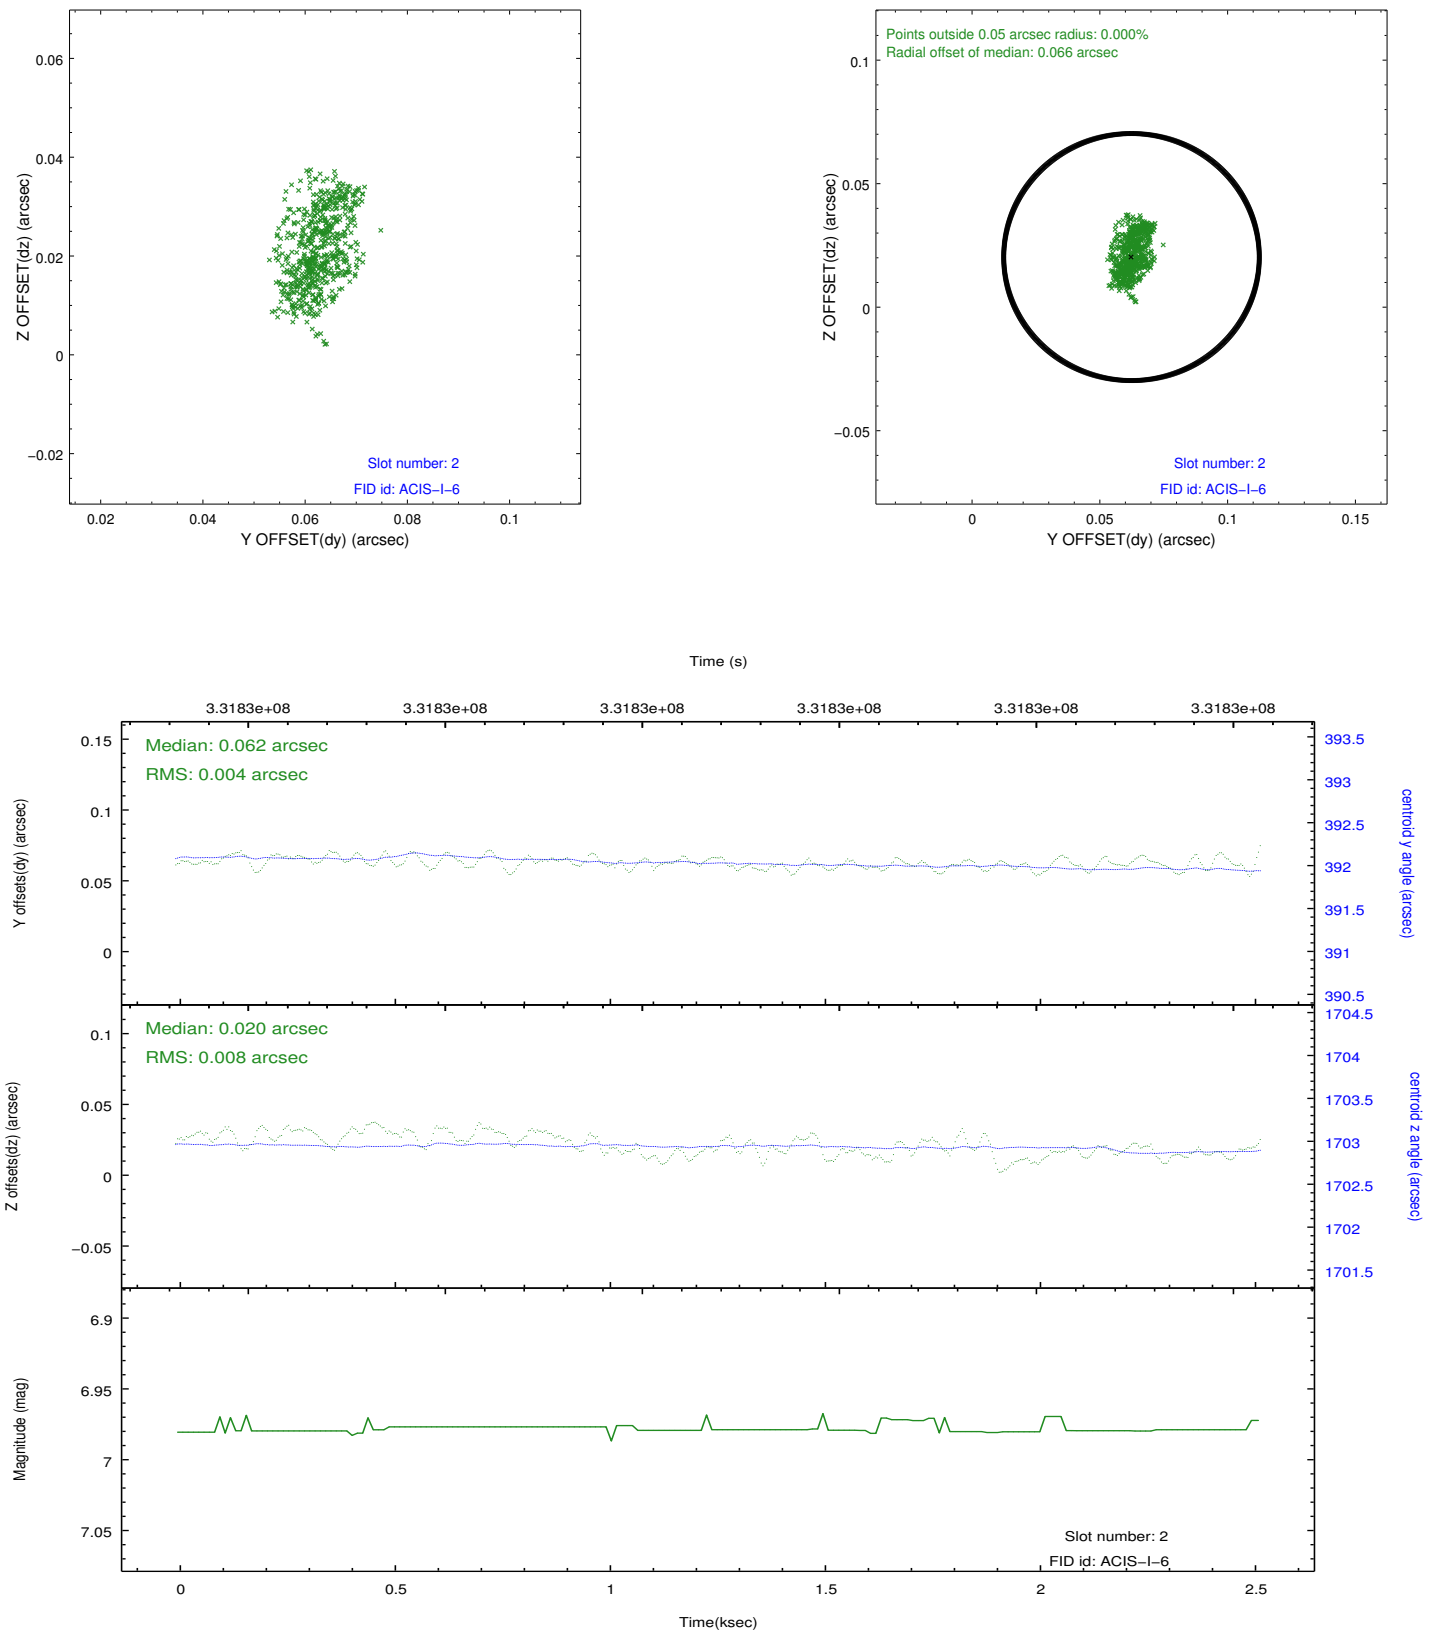 0.06
0.04
0.02
0
−0.02
Z OFFSET(dz) (arcsec)
Slot number: 2
FID id: ACIS−I−6
0.02
0.04
0.06
0.08
0.1
Y OFFSET(dy) (arcsec)
Points outside 0.05 arcsec radius: 0.000%
Radial offset of median: 0.066 arcsec
0.1
0.05
0
−0.05
Z OFFSET(dz) (arcsec)
Slot number: 2
FID id: ACIS−I−6
0
0.05
0.1
0.15
Y OFFSET(dy) (arcsec)
Time (s)
3.3183e+08
3.3183e+08
3.3183e+08
3.3183e+08
3.3183e+08
3.3183e+08
Median: 0.062 arcsec
RMS: 0.004 arcsec
0.15
0.1
0.05
0
Y offsets(dy) (arcsec)
393.5
393
392.5
392
391.5
391
390.5
centroid y angle (arcsec)
Median: 0.020 arcsec
RMS: 0.008 arcsec
0.1
0.05
0
−0.05
Z offsets(dz) (arcsec)
1704.5
1704
1703.5
1703
1702.5
1702
1701.5
centroid z angle (arcsec)
6.9
6.95
7
7.05
Magnitude (mag)
Slot number: 2
FID id: ACIS−I−6
0
0.5
1
1.5
2
2.5
Time(ksec)